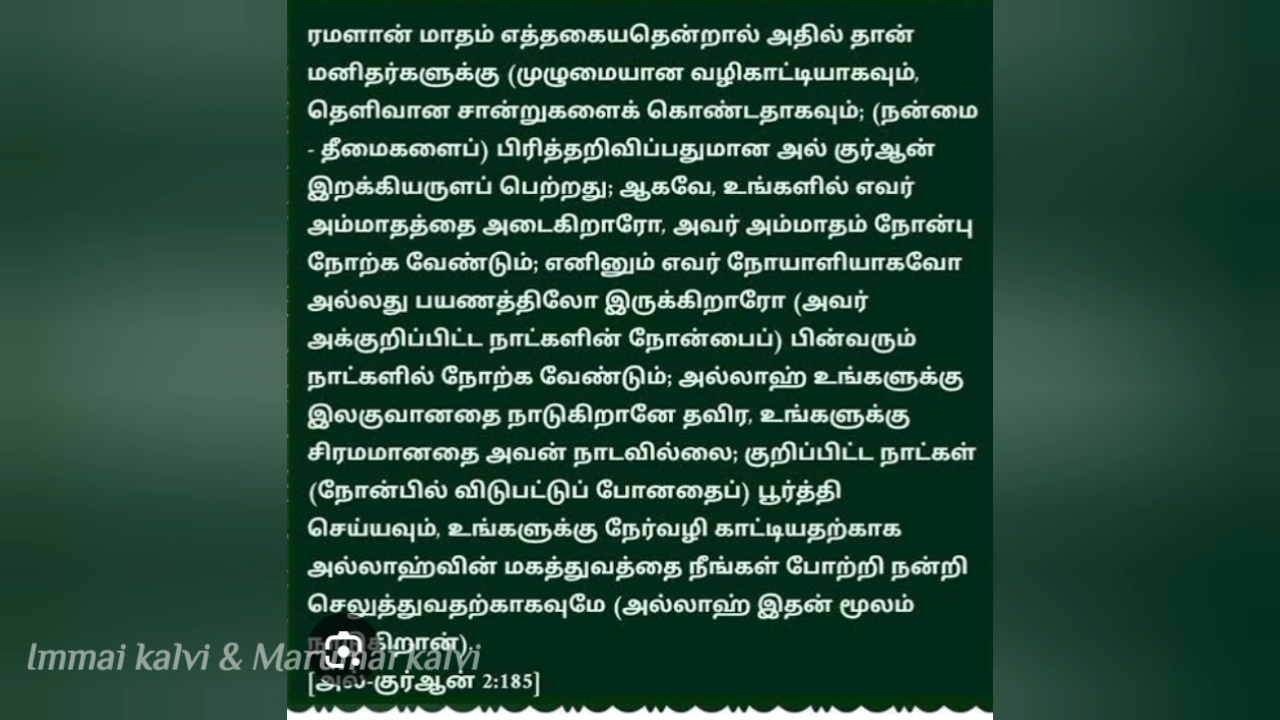 ரமளான் மாதம் எத்தகையதென்றால் அதில் தான்
மனிதர்களுக்கு (முழுமையான வழிகாட்டியாகவும்,
தெளிவான சான்றுகளைக் கொண்டதாகவும்; (நன்மை
- தீமைகளைப்) பிரித்தறிவிப்பதுமான அல் குர்ஆன்
இறக்கியருளப் பெற்றது; ஆகவே, உங்களில் எவர்
அம்மாதத்தை அடைகிறாரோ, அவர் அம்மாதம் நோன்பு
நோற்க வேண்டும்; எனினும் எவர் நோயாளியாகவோ
அல்லது பயணத்திலோ இருக்கிறாரோ (அவர்
அக்குறிப்பிட்ட நாட்களின் நோன்பைப்) பின்வரும்
நாட்களில் நோற்க வேண்டும்; அல்லாஹ் உங்களுக்கு
இலகுவானதை நாடுகிறானே தவிர, உங்களுக்கு
சிரமமானதை அவன் நாடவில்லை; குறிப்பிட்ட நாட்கள்
(நோன்பில் விடுபட்டுப் போனதைப்) பூர்த்தி
செய்யவும், உங்களுக்கு நேர்வழி காட்டியதற்காக
அல்லாஹ்வின் மகத்துவத்தை நீங்கள் போற்றி நன்றி
செலுத்துவதற்காகவுமே (அல்லாஹ் இதன் மூலம்
Immai kalvi & Marumai kalvi
[அல்-குர்ஆன் 2:185]